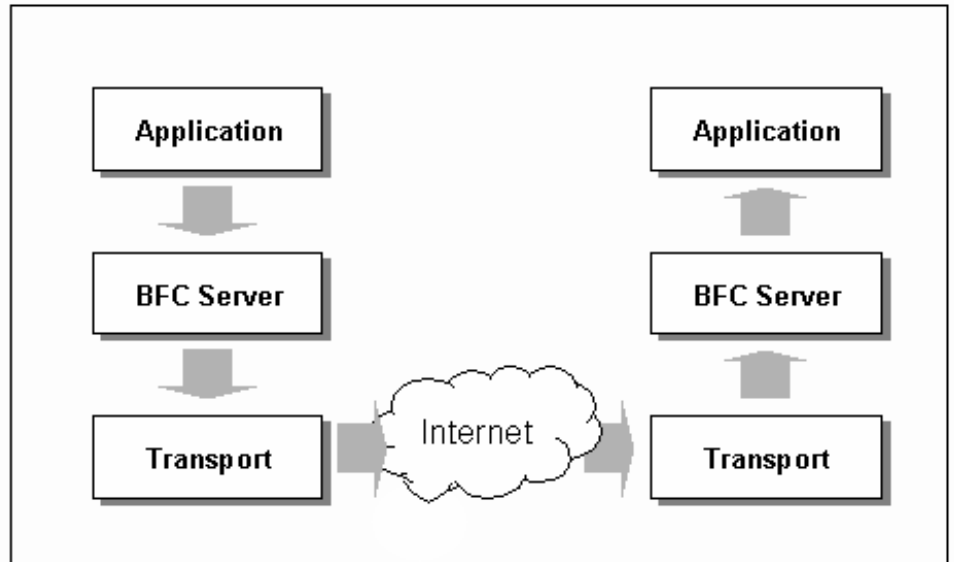 Application
Application
BFC Server
BFC Server
Internet
Transport
Transport